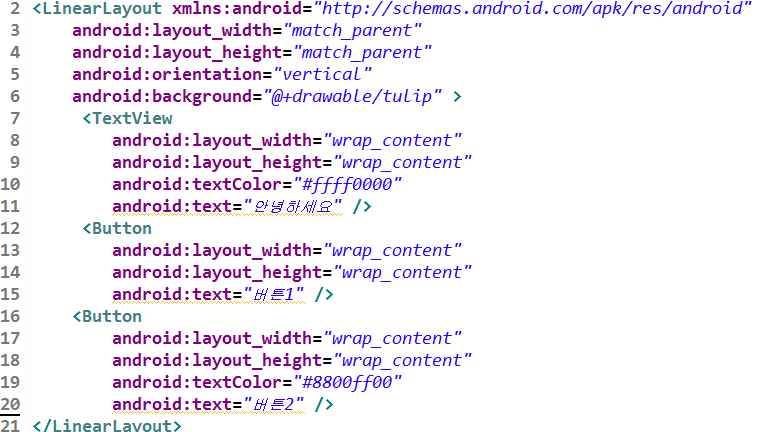 2 <LinearLayout xmlns:android="http://schemas.android.com/apk/res/android"
3 android:layout_width="match_parent"
4 android:layout_height="match_parent"
5 android:orientation="vertical"
6 android:background="@+drawable/tulip" >
7 <TextView
8 android:layout_width="wrap_content"
9 android:layout_height="wrap_content"
10 android:textColor="#ffff0000"
11 android:text="안녕하세요" />
12 <Button
13 android:layout_width="wrap_content"
14 android:layout_height="wrap_content"
15 android:text="버튼1" />
16 <Button
17 android:layout_width="wrap_content"
18 android:layout_height="wrap_content"
19 android:textColor="#8800ff00"
20 android:text="버튼2" />
21 </LinearLayout>